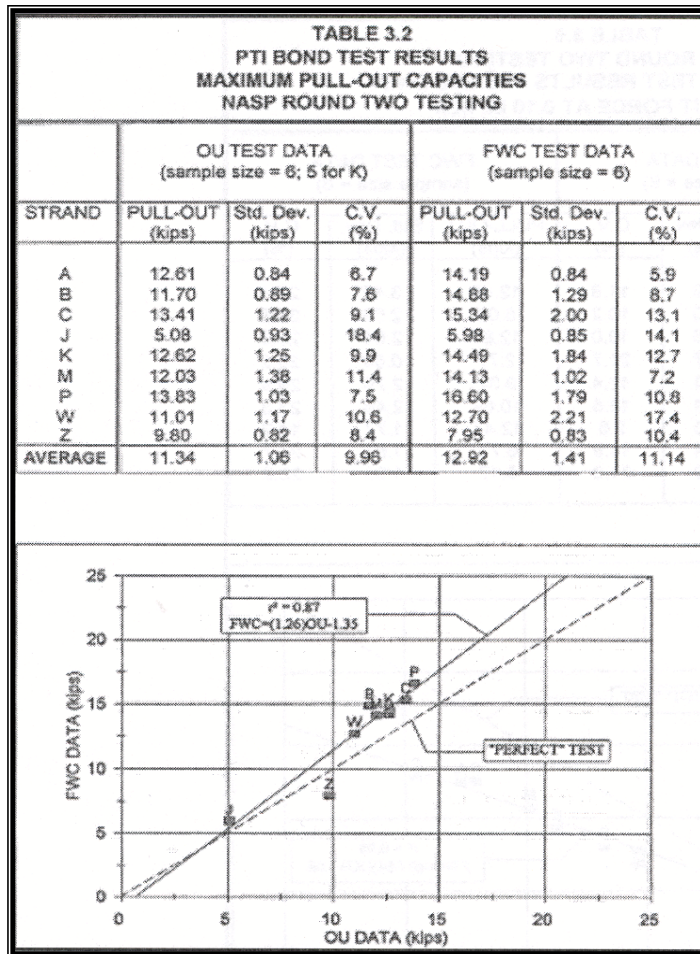 TABLE 3.2
PTI BOND TEST RESULTS
MAXIMUM PULL-OUT CAPACITIES
NASP ROUND TWO TESTING
OU TEST DATA FWC TEST DATA
(sample size = 6; 5 for K) (sample size = 6)
STRAND PULL-OUT Std. Dev. C.V. PULL-OUT Std. Dev. C.V.
(kips) (kips) (%) (kips) (kips) (%)
A 12.61 0.84 6.7 14.19 0.84 5.9
B 11.70 0.89 7.6 14.88 1.29 8.7
C 13.41 1.22 9.1 15.34 2.00 13.1
J 5.08 0.93 18.4 5.98 0.85 14.1
K 12.62 1.25 9.9 14.49 1.84 12.7
M 12.03 1.38 11.4 14.13 1.02 7.2
P 13.83 1.03 7.5 16.60 1.79 10.8
W 11.01 1.17 10.6 12.70 2.21 17.4
Z 9.80 0.82 8.4 7.95 0.83 10.4
AVERAGE 11.34 1.06 9.96 12.92 1.41 11.14
25
r² = 0.87
FWC=(1.26)OU-1.35
20
P
B
C
K
15
W
"PERFECT" TEST
10
Z
J
5
0
0 5 10 15 20 25
FWC DATA (kips)
OU DATA (kips)